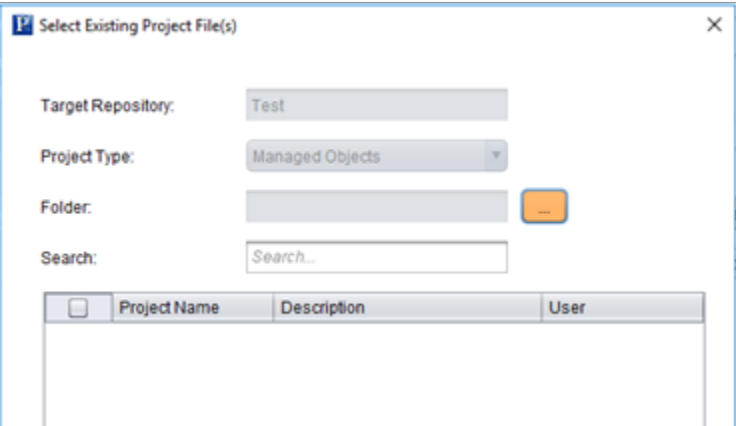 Select Existing Project File(s)
Target Repository: Test
Project Type: Managed Objects
Folder: ...
Search: Search...
Project Name Description User